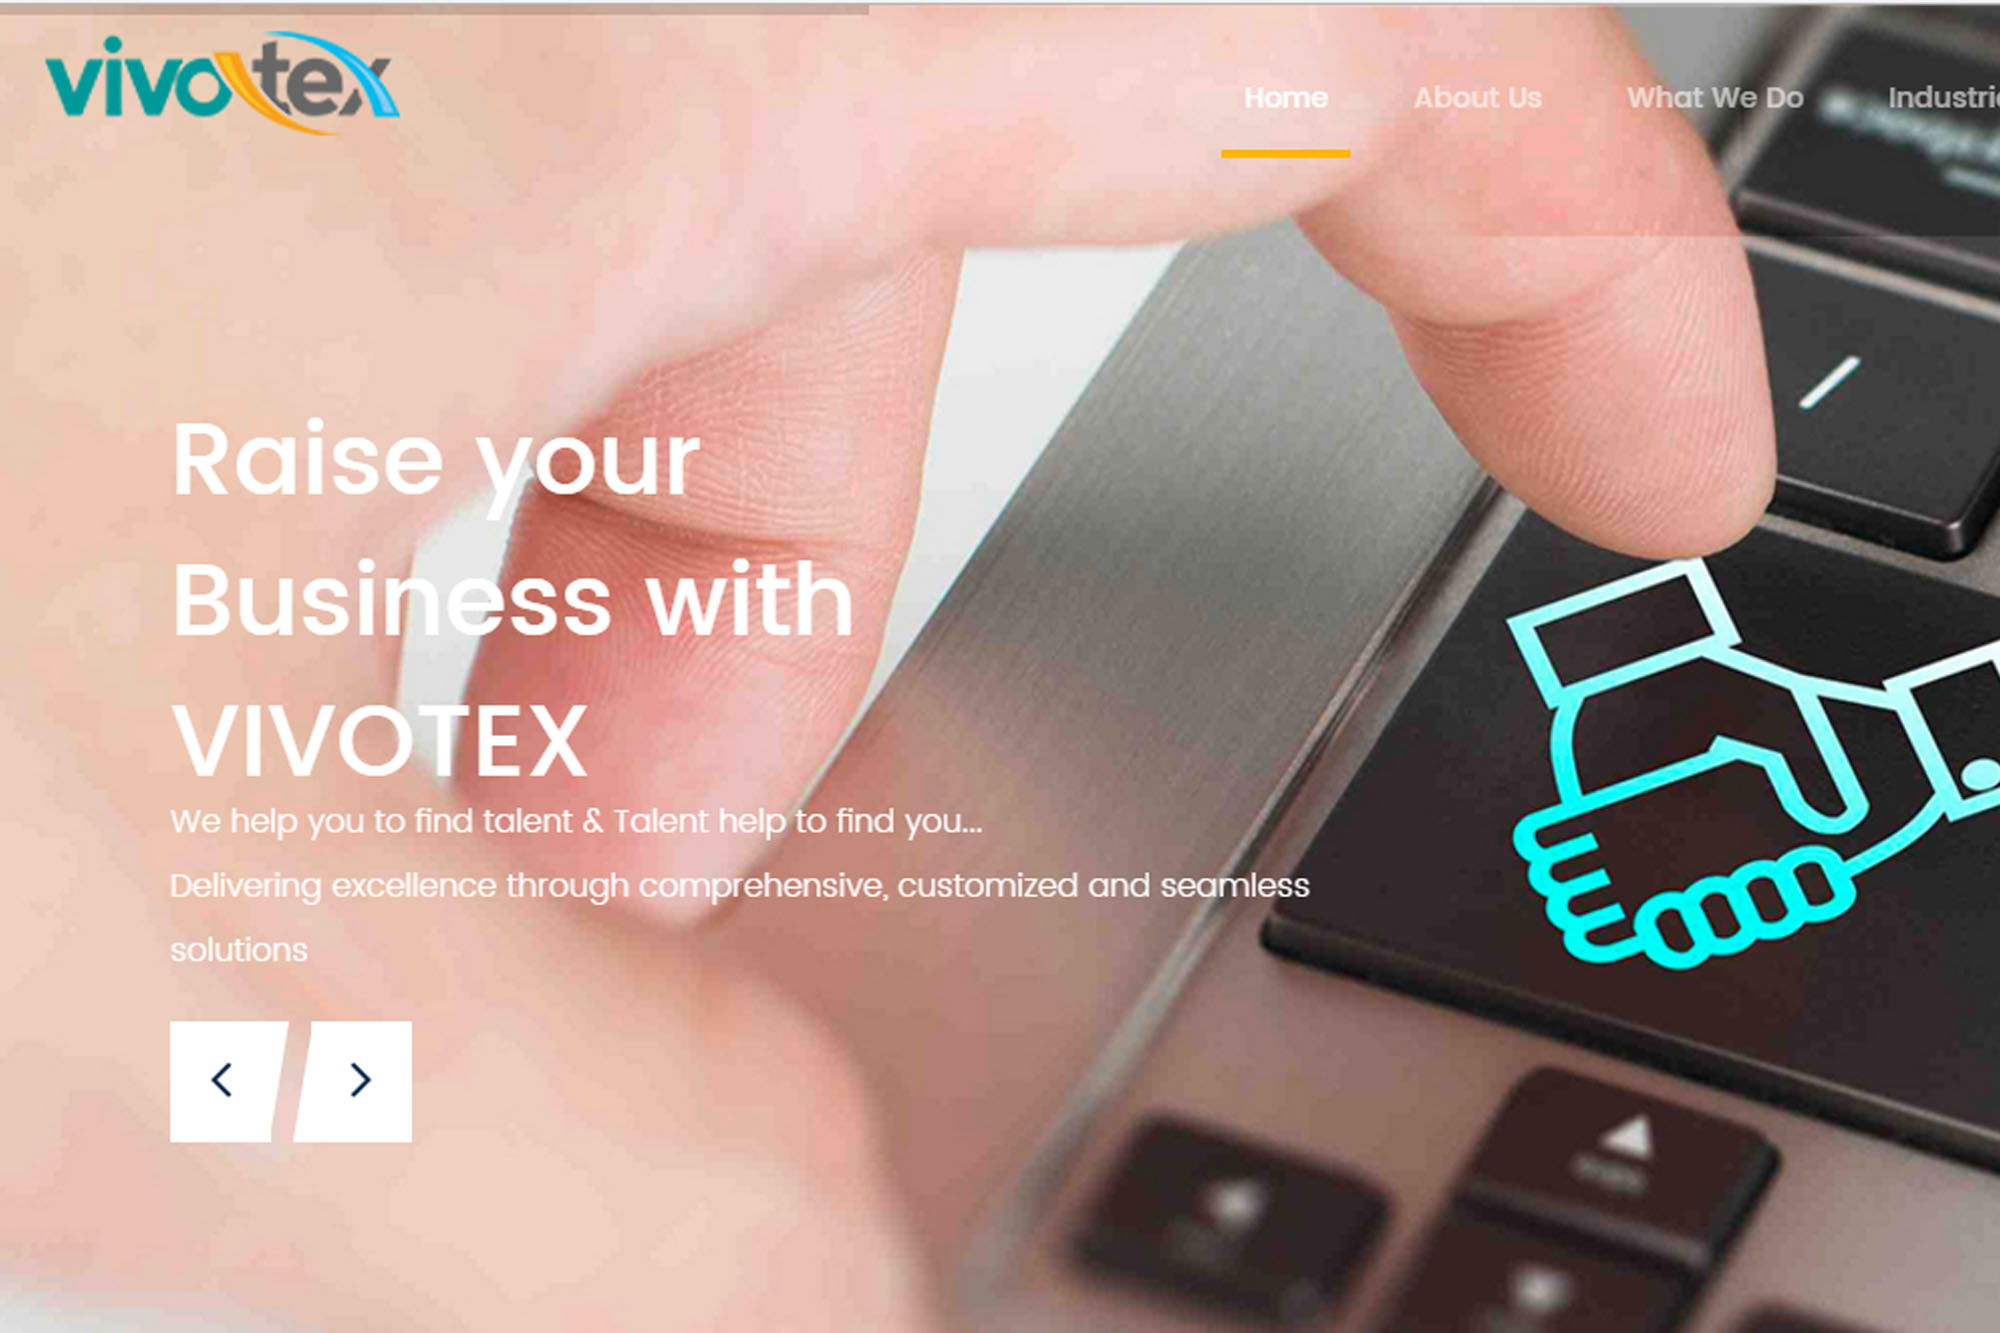 vivotex
Home About Us What We Do Industrie
Raise your
Business with
VIVOTEX
We help you to find talent & Talent help to find you...
Delivering excellence through comprehensive, customized and seamless
solutions